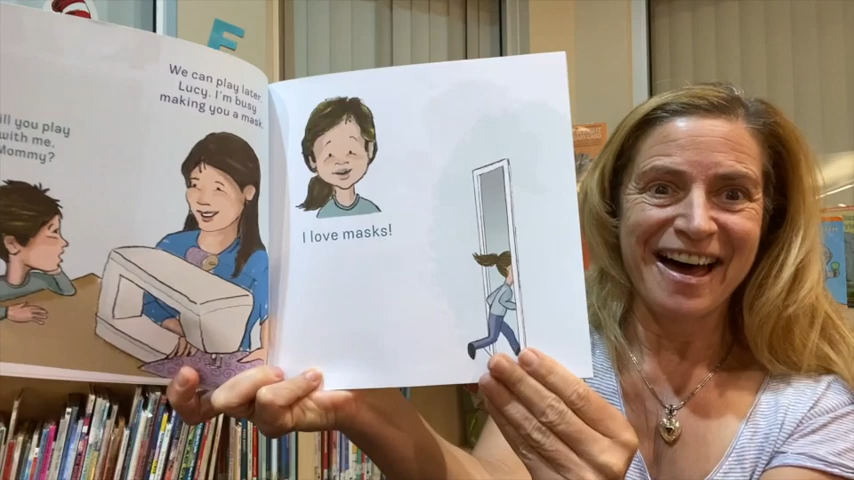 We can play later,
Lucy. I'm busy
making you a mask.
ill you play
with me,
Mommy?
I love masks!